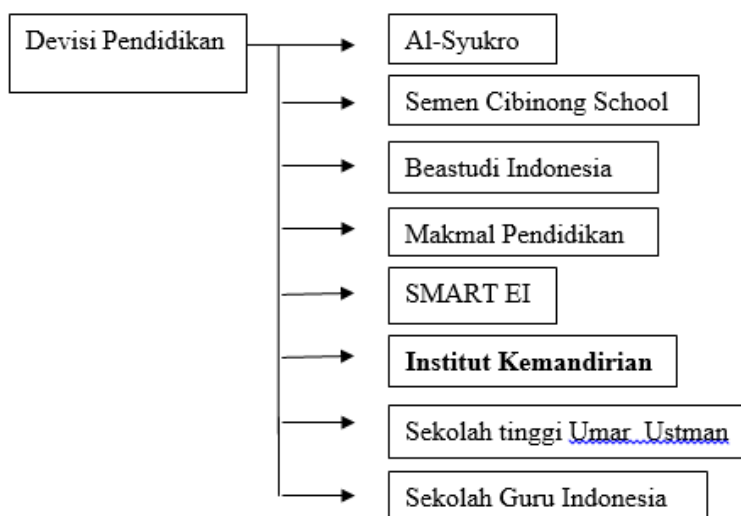 Devisi Pendidikan
Al-Syukro
Semen Cibinong School
Beastudi Indonesia
Makmal Pendidikan
SMART EI
Institut Kemandirian
Sekolah tinggi Umar Ustman
Sekolah Guru Indonesia